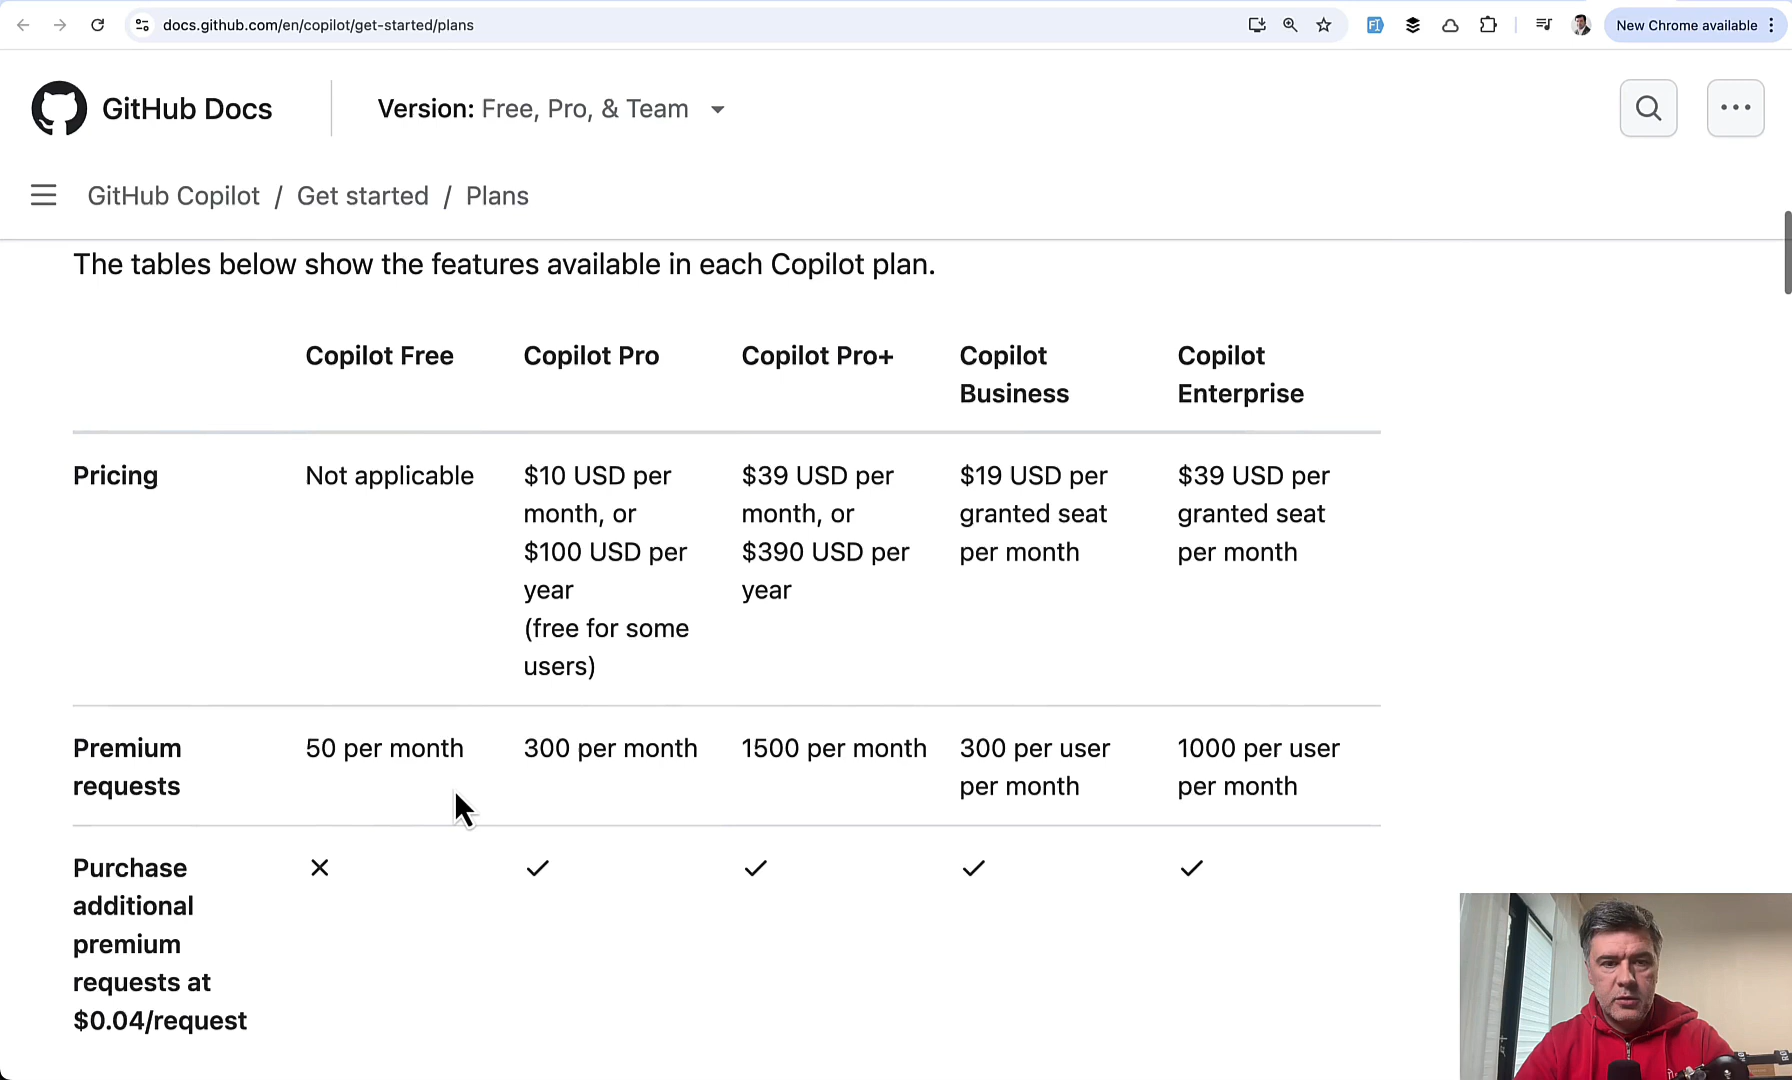 docs.github.com/en/copilot/get-started/plans
New Chrome available
GitHub Docs
Version: Free, Pro, & Team
GitHub Copilot / Get started / Plans
The tables below show the features available in each Copilot plan.
Copilot Free
Copilot Pro
Copilot Pro+
Copilot
Business
Copilot
Enterprise
Pricing
Not applicable
$10 USD per
month, or
$100 USD per
year
(free for some
users)
$39 USD per
month, or
$390 USD per
year
$19 USD per
granted seat
per month
$39 USD per
granted seat
per month
Premium
requests
50 per month
300 per month
1500 per month
300 per user
per month
1000 per user
per month
Purchase
additional
premium
requests at
$0.04/request